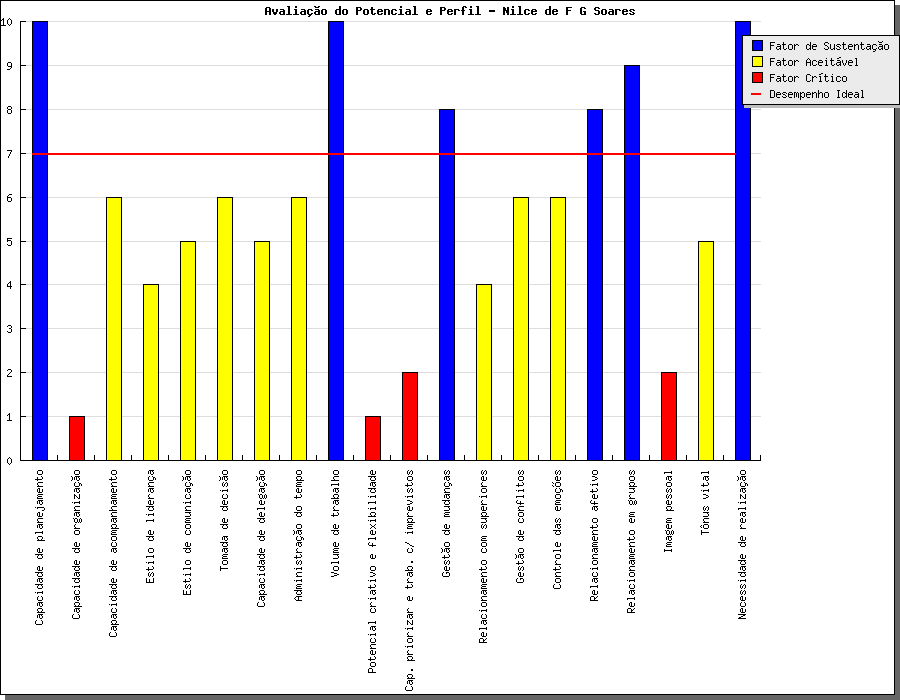 Avaliação do Potencial e Perfil - Nilce de F G Soares
10
9
8
7
6
5
4
3
2
1
0
Fator de Sustentação
Fator Aceitável
Fator Crítico
Desempenho Ideal
Capacidade de planejamento
Capacidade de organização
Capacidade de acompanhamento
Estilo de liderança
Estilo de comunicação
Tomada de decisão
Capacidade de delegação
Administração do tempo
Volume de trabalho
Potencial criativo e flexibilidade
Cap. priorizar e trab. c/ imprevistos
Gestão de mudanças
Relacionamento com superiores
Gestão de conflitos
Controle das emoções
Relacionamento afetivo
Relacionamento em grupos
Imagem pessoal
Tônus vital
Necessidade de realização